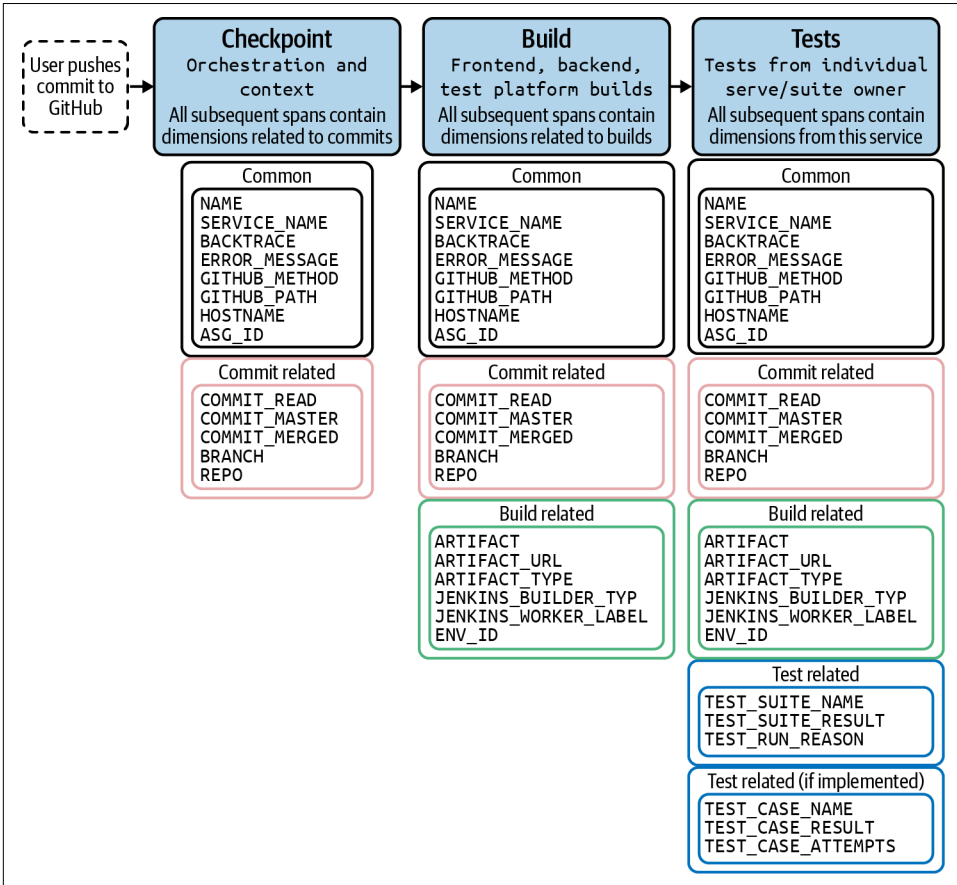 User pushes
commit to
GitHub
Checkpoint
Orchestration and
context
All subsequent spans contain
dimensions related to commits
Build
Frontend, backend,
test platform builds
All subsequent spans contain
dimensions related to builds
Tests
Tests from individual
serve/suite owner
All subsequent spans contain
dimensions from this service
Common
NAME
SERVICE_NAME
BACKTRACE
ERROR_MESSAGE
GITHUB_METHOD
GITHUB_PATH
HOSTNAME
ASG_ID
Commit related
COMMIT_READ
COMMIT_MASTER
COMMIT_MERGED
BRANCH
REPO
Common
NAME
SERVICE_NAME
BACKTRACE
ERROR_MESSAGE
GITHUB_METHOD
GITHUB_PATH
HOSTNAME
ASG_ID
Commit related
COMMIT_READ
COMMIT_MASTER
COMMIT_MERGED
BRANCH
REPO
Build related
ARTIFACT
ARTIFACT_URL
ARTIFACT_TYPE
JENKINS_BUILDER_TYP
JENKINS_WORKER_LABEL
ENV_ID
Common
NAME
SERVICE_NAME
BACKTRACE
ERROR_MESSAGE
GITHUB_METHOD
GITHUB_PATH
HOSTNAME
ASG_ID
Commit related
COMMIT_READ
COMMIT_MASTER
COMMIT_MERGED
BRANCH
REPO
Build related
ARTIFACT
ARTIFACT_URL
ARTIFACT_TYPE
JENKINS_BUILDER_TYP
JENKINS_WORKER_LABEL
ENV_ID
Test related
TEST_SUITE_NAME
TEST_SUITE_RESULT
TEST_RUN_REASON
Test related (if implemented)
TEST_CASE_NAME
TEST_CASE_RESULT
TEST_CASE_ATTEMPTS